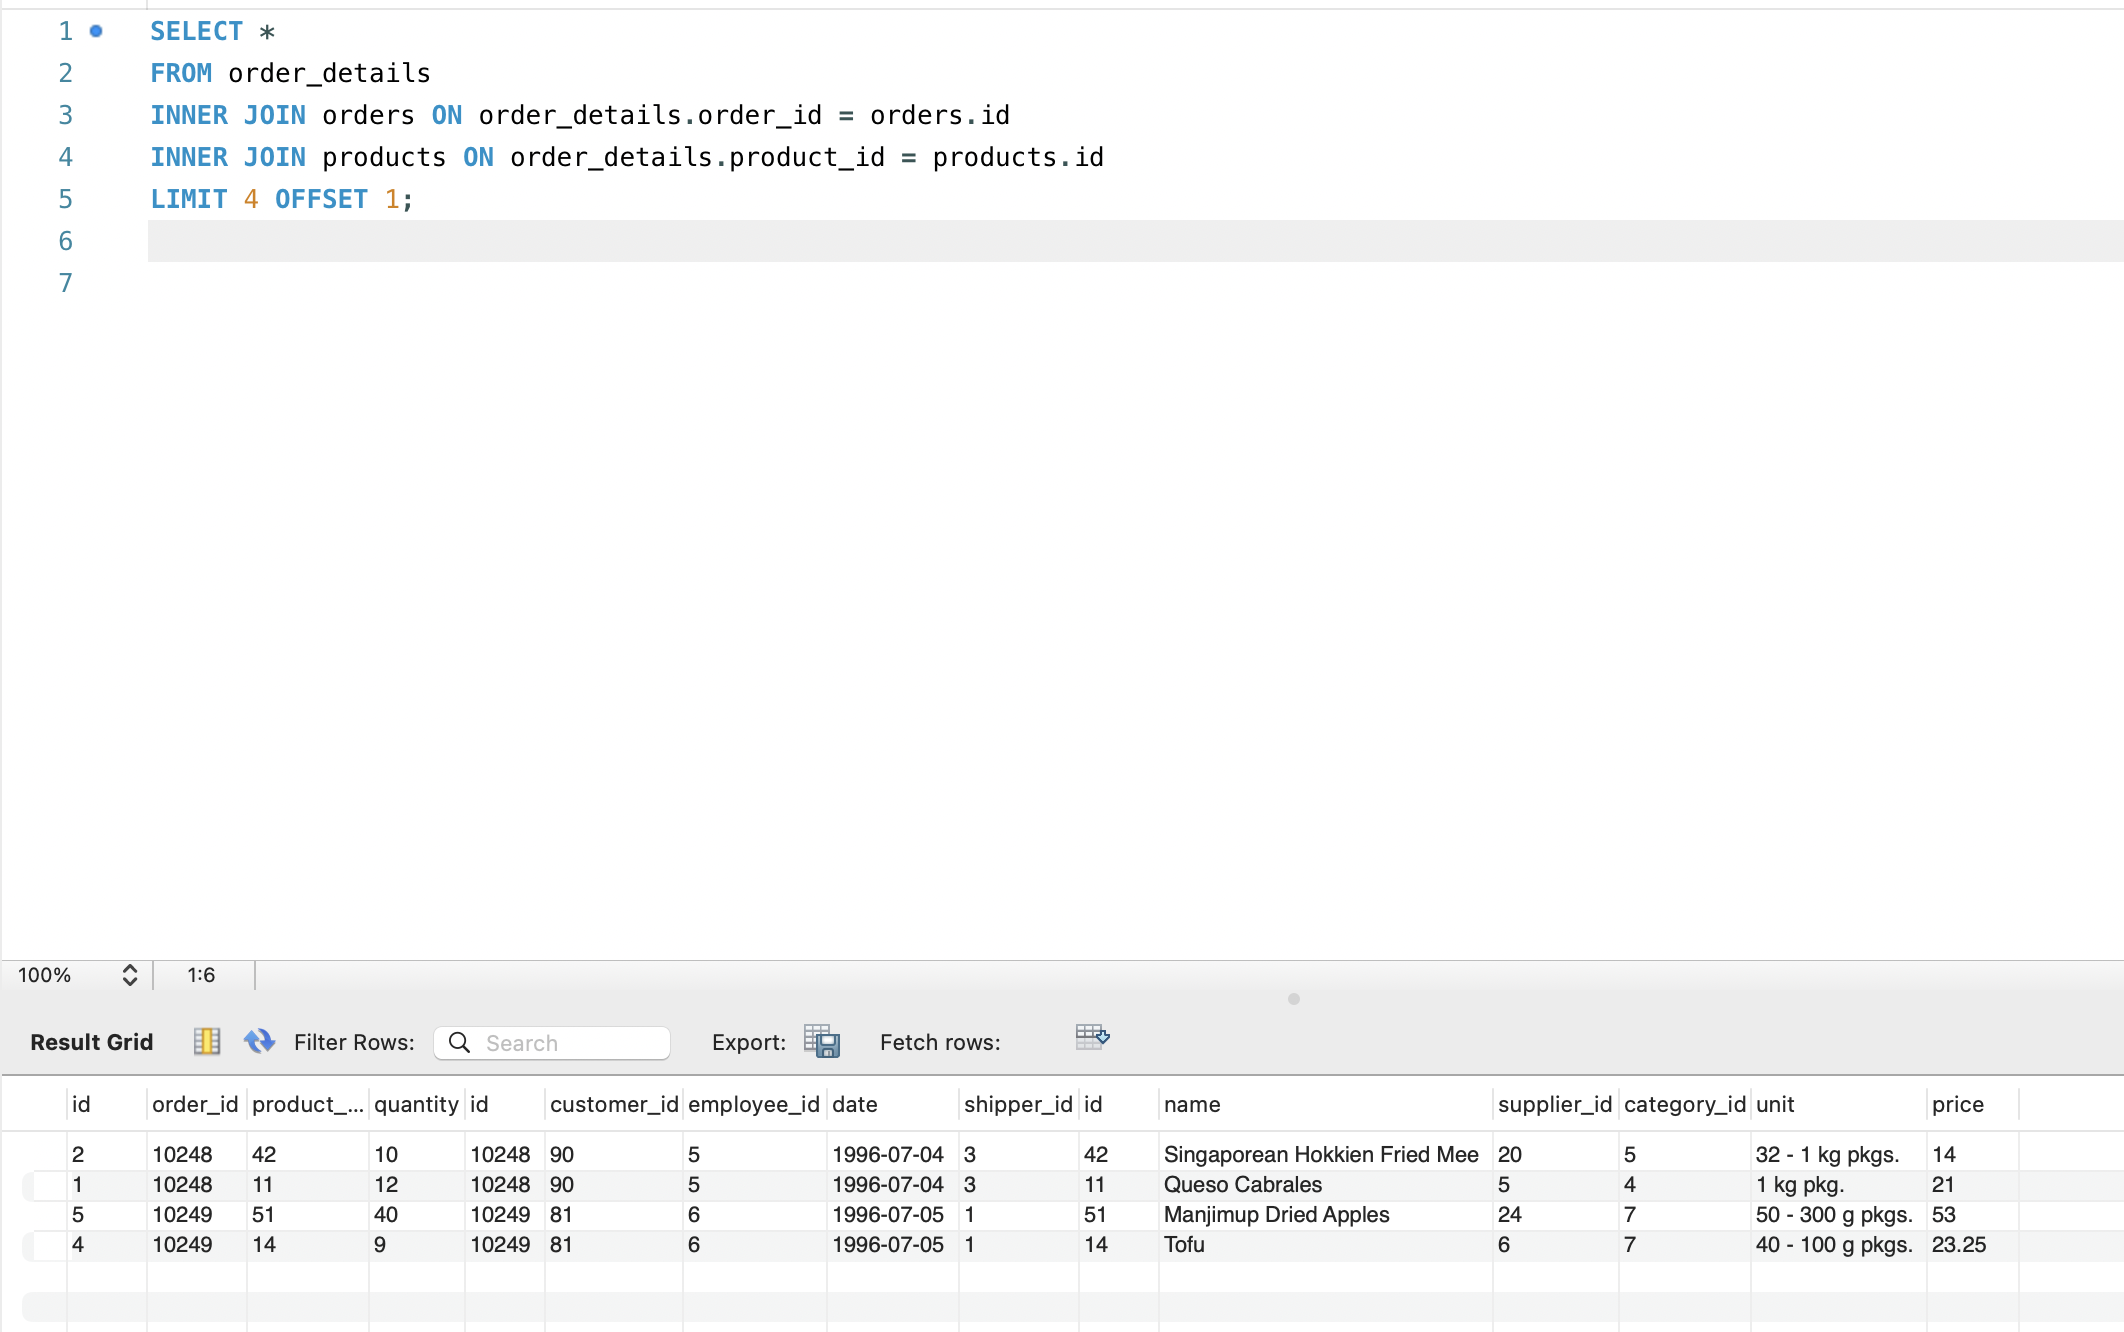 1 SELECT *
2 FROM order_details
3 INNER JOIN orders ON order_details.order_id = orders.id
4 INNER JOIN products ON order_details.product_id = products.id
5 LIMIT 4 OFFSET 1;
6
7
100% 1:6
Result Grid Filter Rows: Search Export: Fetch rows:
id order_id product_... quantity id customer_id employee_id date shipper_id id name supplier_id category_id unit price
2 10248 42 10 10248 90 5 1996-07-04 3 42 Singaporean Hokkien Fried Mee 20 5 32 - 1 kg pkgs. 14
1 10248 11 12 10248 90 5 1996-07-04 3 11 Queso Cabrales 5 4 1 kg pkg. 21
5 10249 51 40 10249 81 6 1996-07-05 1 51 Manjimup Dried Apples 24 7 50 - 300 g pkgs. 53
4 10249 14 9 10249 81 6 1996-07-05 1 14 Tofu 6 7 40 - 100 g pkgs. 23.25